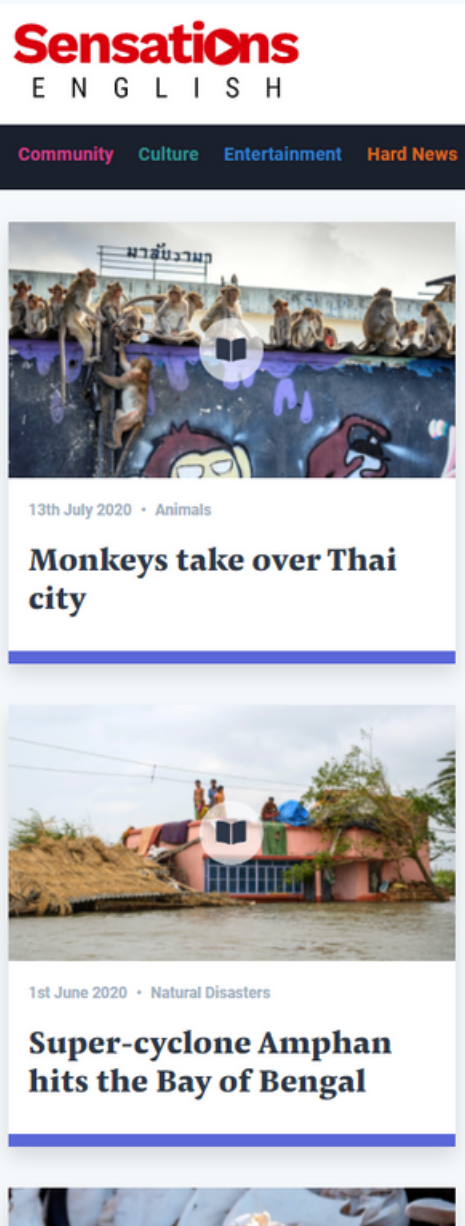 Sensations
ENGLISH
Community Culture Entertainment Hard News
มาลัยรามา
13th July 2020 • Animals
Monkeys take over Thai
city
1st June 2020 • Natural Disasters
Super-cyclone Amphan
hits the Bay of Bengal